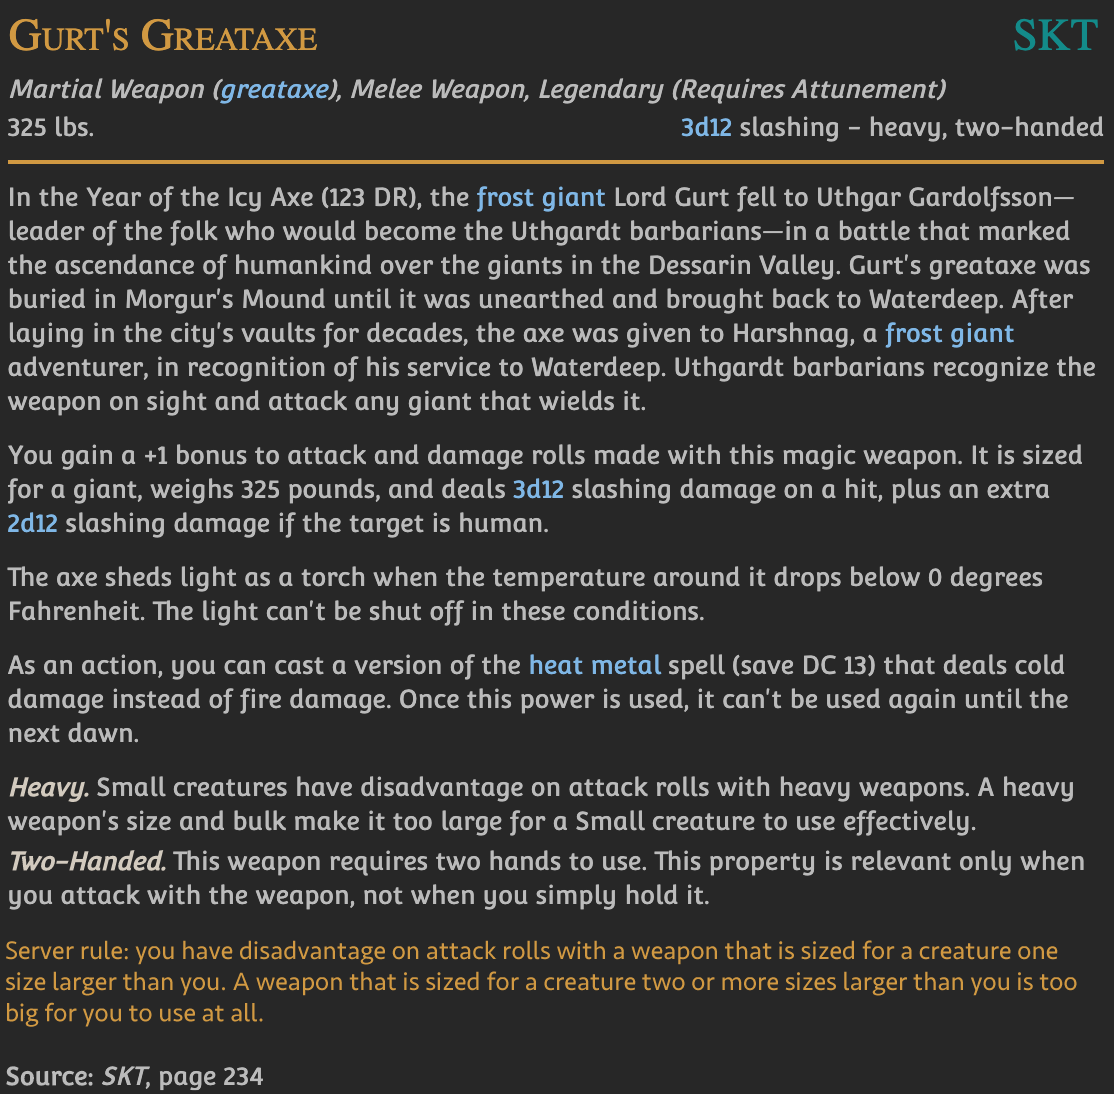 Gurt's Greataxe SKT
Martial Weapon (greataxe), Melee Weapon, Legendary (Requires Attunement)
325 lbs. 3d12 slashing - heavy, two-handed
In the Year of the Icy Axe (123 DR), the frost giant Lord Gurt fell to Uthgar Gardolfsson—
leader of the folk who would become the Uthgardt barbarians—in a battle that marked
the ascendance of humankind over the giants in the Dessarin Valley. Gurt's greataxe was
buried in Morgur's Mound until it was unearthed and brought back to Waterdeep. After
laying in the city's vaults for decades, the axe was given to Harshnag, a frost giant
adventurer, in recognition of his service to Waterdeep. Uthgardt barbarians recognize the
weapon on sight and attack any giant that wields it.
You gain a +1 bonus to attack and damage rolls made with this magic weapon. It is sized
for a giant, weighs 325 pounds, and deals 3d12 slashing damage on a hit, plus an extra
2d12 slashing damage if the target is human.
The axe sheds light as a torch when the temperature around it drops below 0 degrees
Fahrenheit. The light can't be shut off in these conditions.
As an action, you can cast a version of the heat metal spell (save DC 13) that deals cold
damage instead of fire damage. Once this power is used, it can't be used again until the
next dawn.
Heavy. Small creatures have disadvantage on attack rolls with heavy weapons. A heavy
weapon's size and bulk make it too large for a Small creature to use effectively.
Two-Handed. This weapon requires two hands to use. This property is relevant only when
you attack with the weapon, not when you simply hold it.
Server rule: you have disadvantage on attack rolls with a weapon that is sized for a creature one
size larger than you. A weapon that is sized for a creature two or more sizes larger than you is too
big for you to use at all.
Source: SKT, page 234